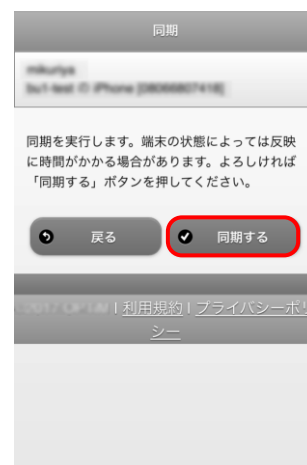 同期
同期を実行します。端末の状態によっては反映
に時間がかかる場合があります。よろしければ
「同期する」ボタンを押してください。
戻る
同期する
| 利用規約 | プライバシーポリ
シー